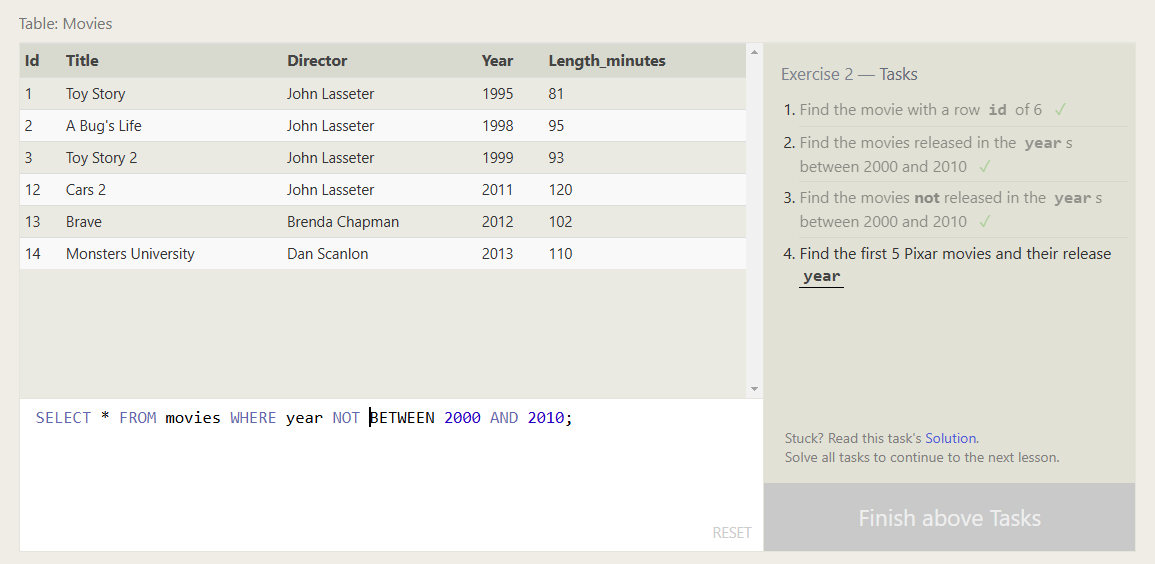 Table: Movies
Id Title Director Year Length_minutes
1 Toy Story John Lasseter 1995 81
2 A Bug's Life John Lasseter 1998 95
3 Toy Story 2 John Lasseter 1999 93
12 Cars 2 John Lasseter 2011 120
13 Brave Brenda Chapman 2012 102
14 Monsters University Dan Scanlon 2013 110
SELECT * FROM movies WHERE year NOT BETWEEN 2000 AND 2010;
RESET
Exercise 2 — Tasks
1. Find the movie with a row id of 6 ✓
2. Find the movies released in the year s
between 2000 and 2010 ✓
3. Find the movies not released in the year s
between 2000 and 2010 ✓
4. Find the first 5 Pixar movies and their release
year
Stuck? Read this task's Solution.
Solve all tasks to continue to the next lesson.
Finish above Tasks